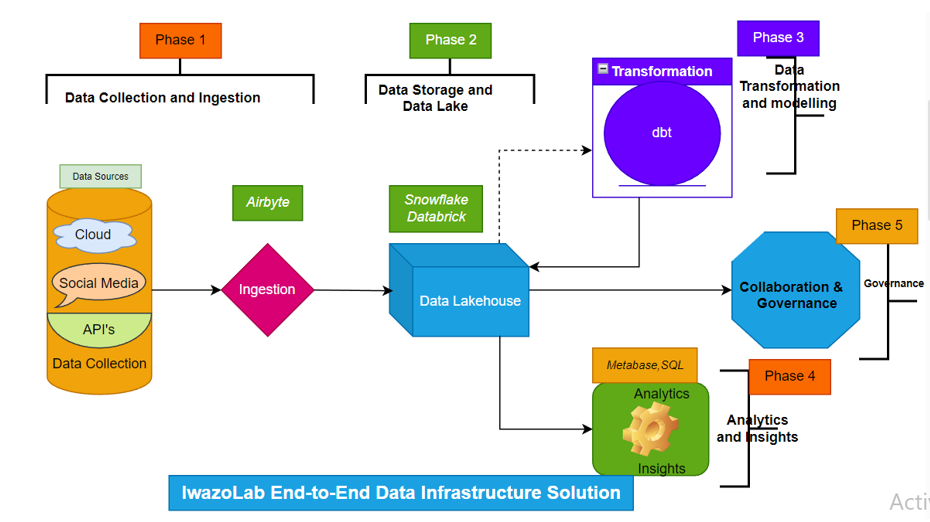 Phase 1
Data Collection and Ingestion
Phase 2
Data Storage and
Data Lake
Phase 3
Data
Transformation
and modelling
Transformation
dbt
Data Sources
Cloud
Social Media
API's
Data Collection
Airbyte
Ingestion
Snowflake
Databrick
Data Lakehouse
Phase 5
Governance
Collaboration &
Governance
Metabase,SQL
Analytics
Insights
Phase 4
Analytics
and Insights
IwazoLab End-to-End Data Infrastructure Solution
Acti